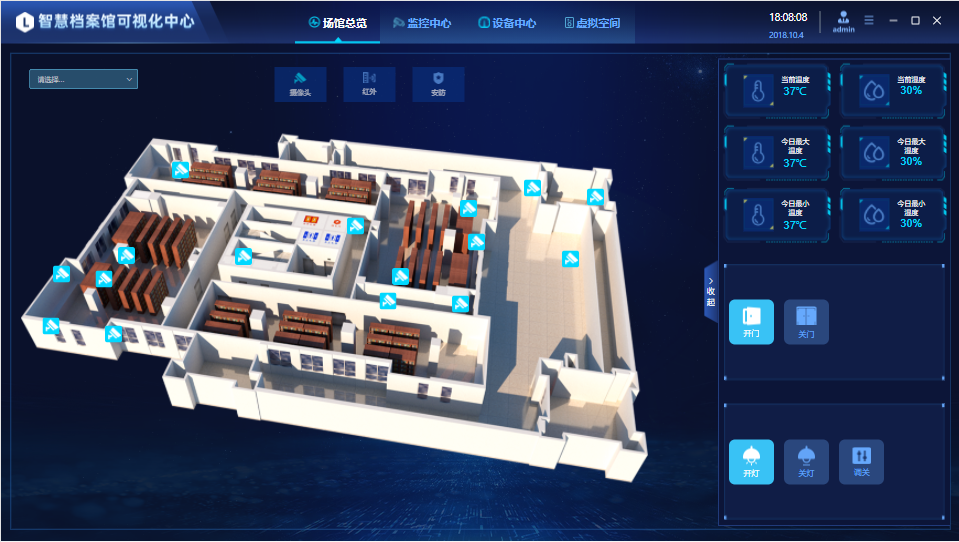 智慧档案馆可视化中心
场馆总览
监控中心
设备中心
虚拟空间
18:08:08
2018.10.4
admin
请选择...
摄像头
红外
安防
当前温度
37℃
当前湿度
30%
今日最大
温度
37℃
今日最大
湿度
30%
今日最小
温度
37℃
今日最小
湿度
30%
收起
开门
关门
开灯
关灯